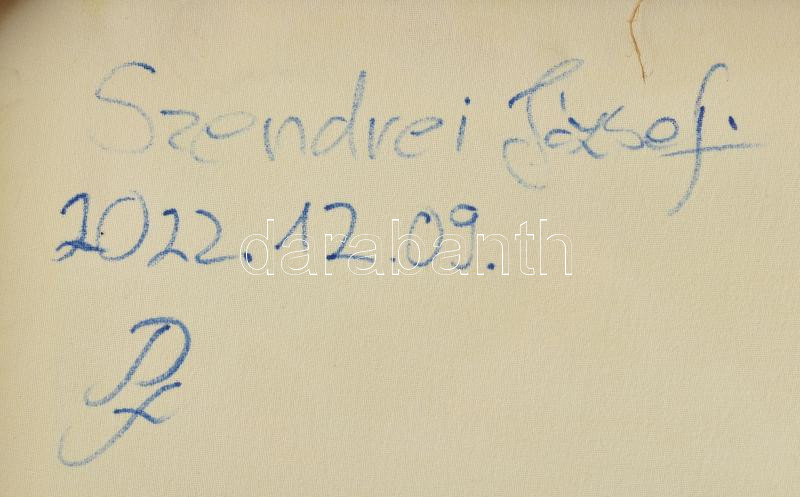 Szendrei József.
2022.12.09.
darabanth